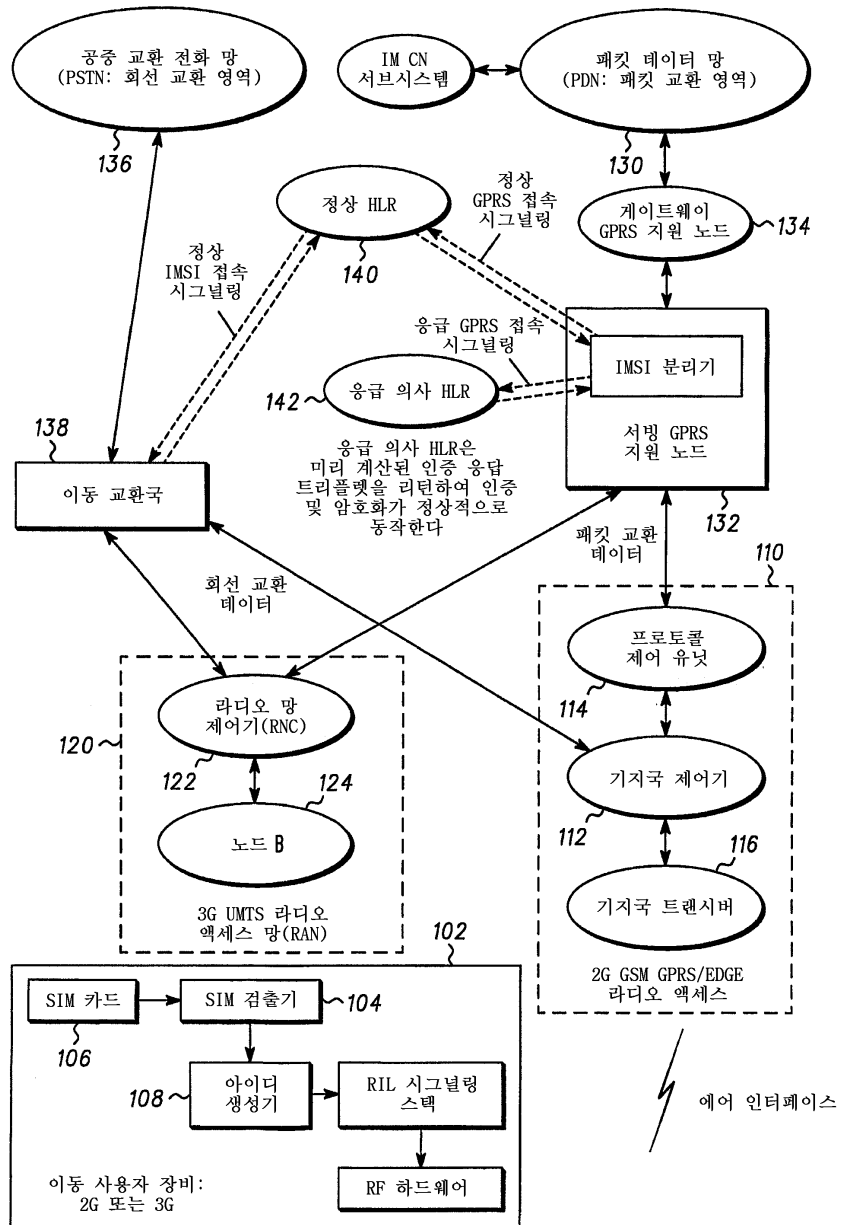 공중 교환 전화 망
(PSTN: 회선 교환 영역)
136
IM CN
서브시스템
패킷 데이터 망
(PDN: 패킷 교환 영역)
130
정상 HLR
140
정상
GPRS 접속
시그널링
게이트웨이
GPRS 지원 노드
134
정상
IMSI 접속
시그널링
응급 GPRS 접속
시그널링
IMSI 분리기
서빙 GPRS
지원 노드
132
142
응급 의사 HLR
응급 의사 HLR은
미리 계산된 인증 응답
트리플렛을 리턴하여 인증
및 암호화가 정상적으로
동작한다
138
이동 교환국
회선 교환
데이터
패킷 교환
데이터
110
프로토콜
제어 유닛
114
기지국 제어기
112
116
기지국 트랜시버
2G GSM GPRS/EDGE
라디오 액세스
120
라디오 망
제어기(RNC)
122
124
노드 B
3G UMTS 라디오
액세스 망(RAN)
102
SIM 카드
106
SIM 검출기
104
108
아이디
생성기
RIL 시그널링
스택
RF 하드웨어
이동 사용자 장비:
2G 또는 3G
에어 인터페이스